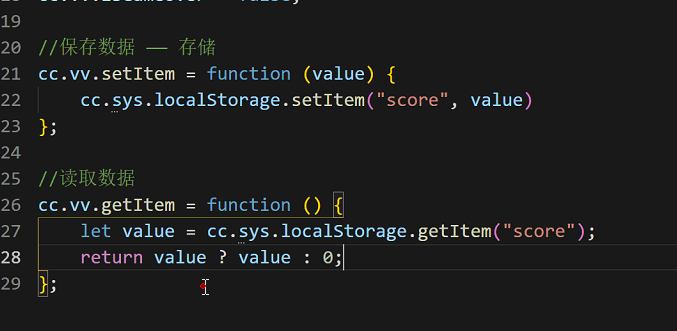 19
20 //保存数据 —— 存储
21 cc.vv.setItem = function (value) {
22 cc.sys.localStorage.setItem("score", value)
23 };
24
25 //读取数据
26 cc.vv.getItem = function () {
27 let value = cc.sys.localStorage.getItem("score");
28 return value ? value : 0;
29 };